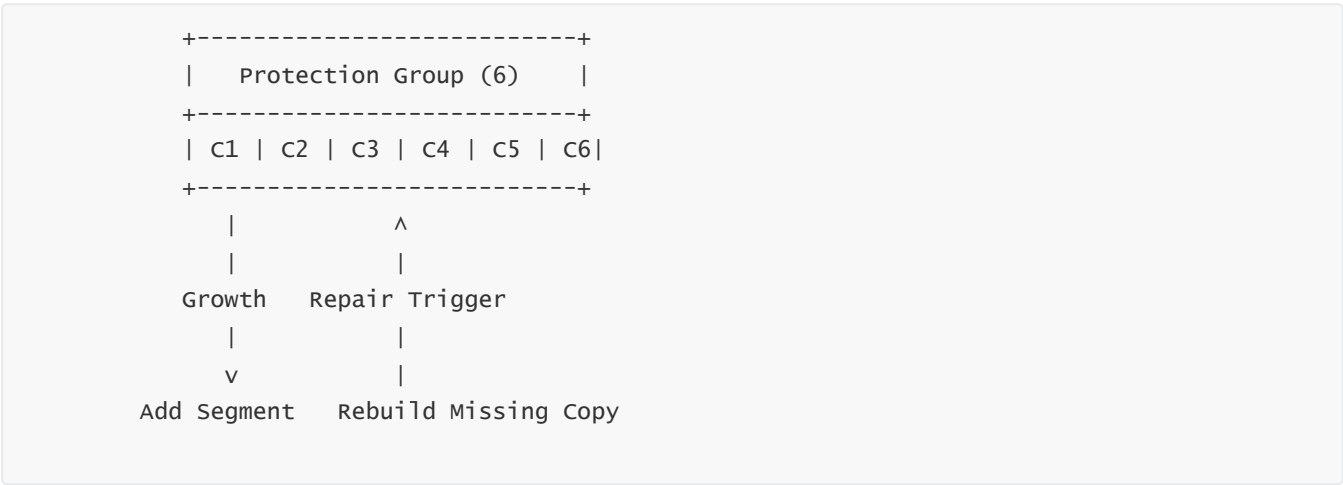 +---------------------------+
|   Protection Group (6)    |
+---------------------------+
| C1 | C2 | C3 | C4 | C5 | C6|
+---------------------------+
   |           ^
   |           |
Growth   Repair Trigger
   |           |
   v           |
Add Segment   Rebuild Missing Copy